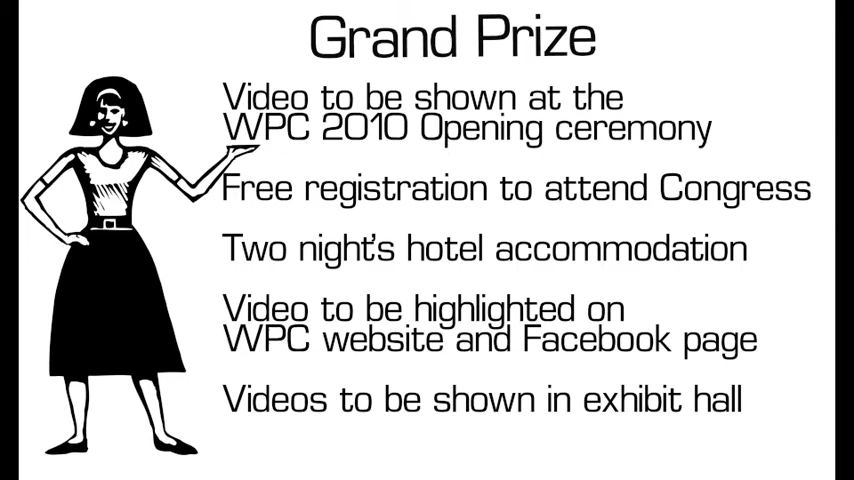 Grand Prize
Video to be shown at the
WPC 2010 Opening ceremony
Free registration to attend Congress
Two night's hotel accommodation
Video to be highlighted on
WPC website and Facebook page
Videos to be shown in exhibit hall